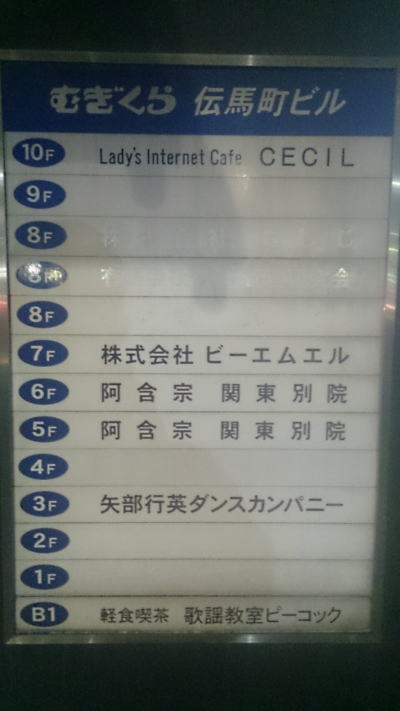 むぎくら 伝馬町ビル
10F Lady's Internet Cafe CECIL
9F
8F
8F
8F
7F 株式会社 ビーエムエル
6F 阿含宗 関東別院
5F 阿含宗 関東別院
4F
3F 矢部行英ダンスカンパニー
2F
1F
B1 軽食喫茶 歌謡教室ピーコック